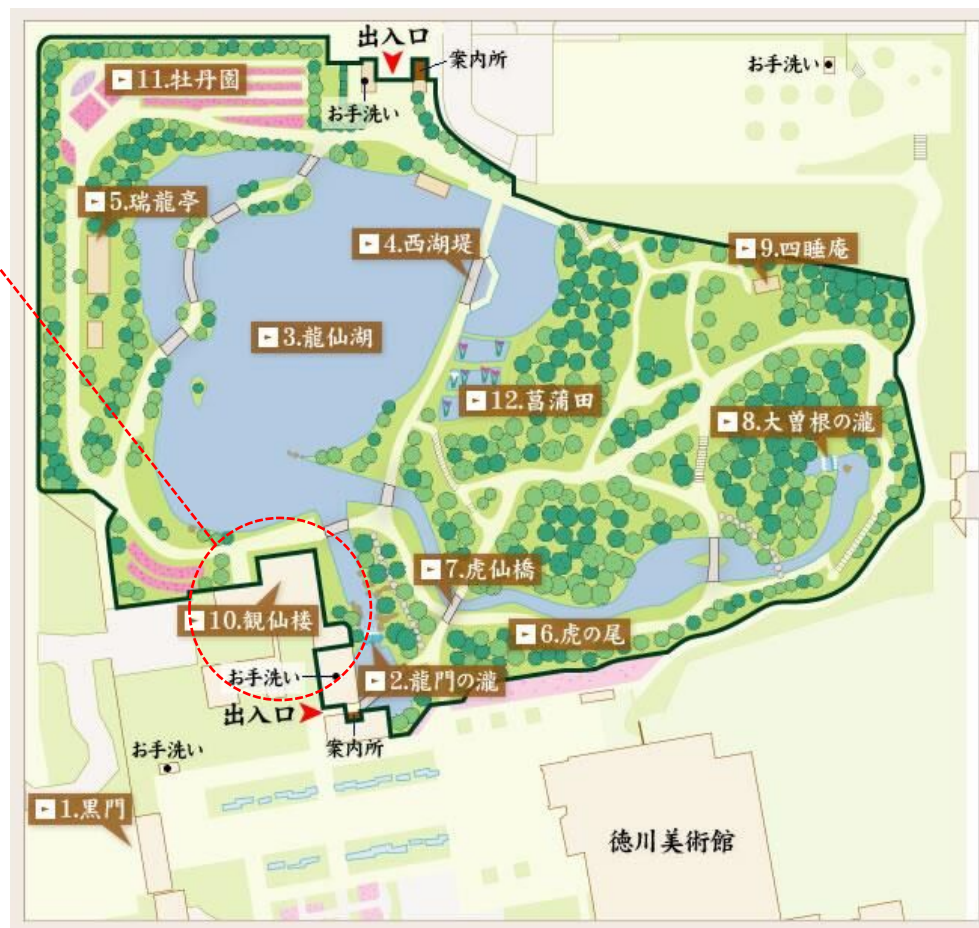 出入口
案内所
お手洗い
お手洗い
11.牡丹園
5.瑞龍亭
4.西湖堤
9.四睡庵
3.龍仙湖
12.菖蒲田
8.大曽根の瀧
7.虎仙橋
10.観仙楼
6.虎の尾
お手洗い
2.龍門の瀧
出入口
案内所
お手洗い
1.黒門
徳川美術館